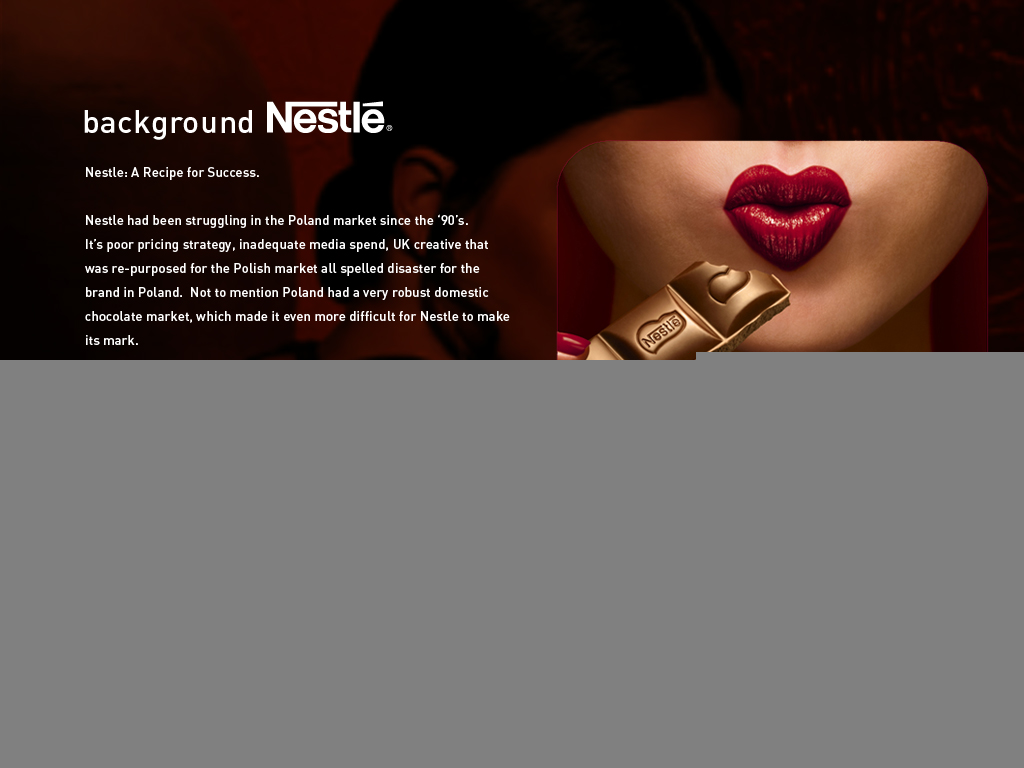 background Nestlé®
Nestle: A Recipe for Success.
Nestle had been struggling in the Poland market since the ‘90’s.
It’s poor pricing strategy, inadequate media spend, UK creative that
was re-purposed for the Polish market all spelled disaster for the
brand in Poland.  Not to mention Poland had a very robust domestic
chocolate market, which made it even more difficult for Nestle to make
its mark.
Nestlé